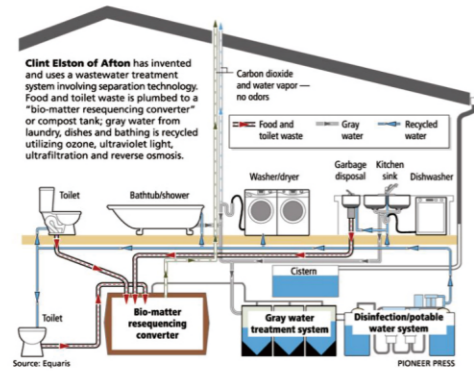 Clint Elston of Afton has invented
and uses a wastewater treatment
system involving separation technology.
Food and toilet waste is plumbed to a
"bio-matter resequencing converter"
or compost tank; gray water from
laundry, dishes and bathing is recycled
utilizing ozone, ultraviolet light,
ultrafiltration and reverse osmosis.
Carbon dioxide
and water vapor —
no odors
Food and
toilet waste
Gray
water
Recycled
water
Toilet
Bathtub/shower
Washer/dryer
Garbage
disposal
Kitchen
sink
Dishwasher
Cistern
Toilet
Bio-matter
resequencing
converter
Gray water
treatment system
Disinfection/potable
water system
Source: Equaris
PIONEER PRESS